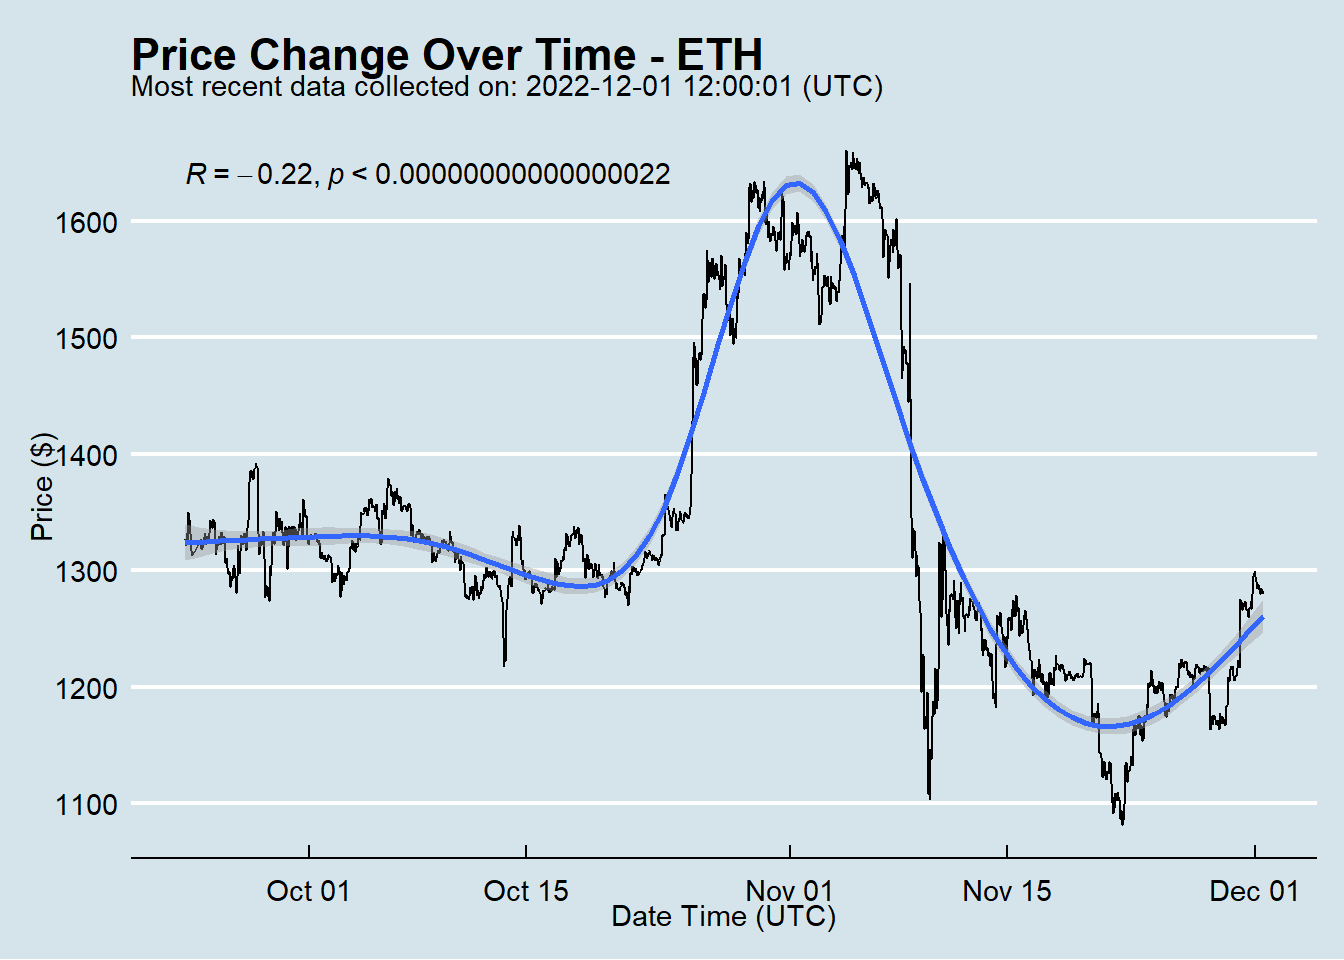 Price Change Over Time - ETH
Most recent data collected on: 2022-12-01 12:00:01 (UTC)
R = −0.22, p < 0.00000000000000022
1600
1500
1400
1300
1200
1100
Price ($)
Oct 01
Oct 15
Nov 01
Nov 15
Dec 01
Date Time (UTC)